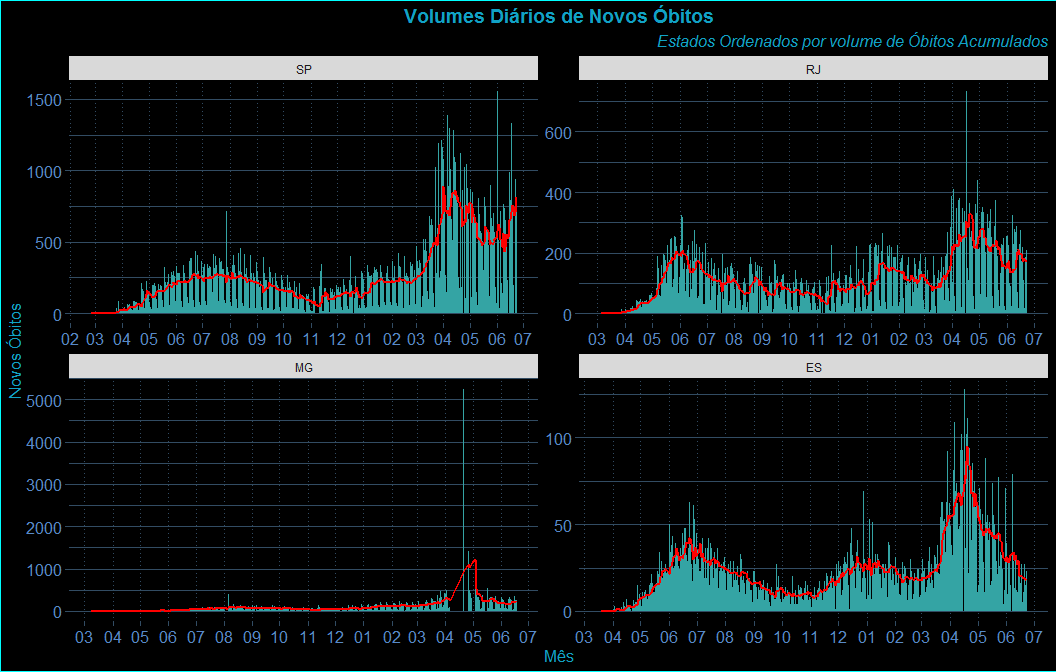 Volumes Diários de Novos Óbitos
Estados Ordenados por volume de Óbitos Acumulados
SP
RJ
1500
1000
500
0
600
400
200
0
02 03 04 05 06 07 08 09 10 11 12 01 02 03 04 05 06 07
03 04 05 06 07 08 09 10 11 12 01 02 03 04 05 06 07
Novos Óbitos
MG
ES
5000
4000
3000
2000
1000
0
100
50
0
03 04 05 06 07 08 09 10 11 12 01 02 03 04 05 06 07
03 04 05 06 07 08 09 10 11 12 01 02 03 04 05 06 07
Mês